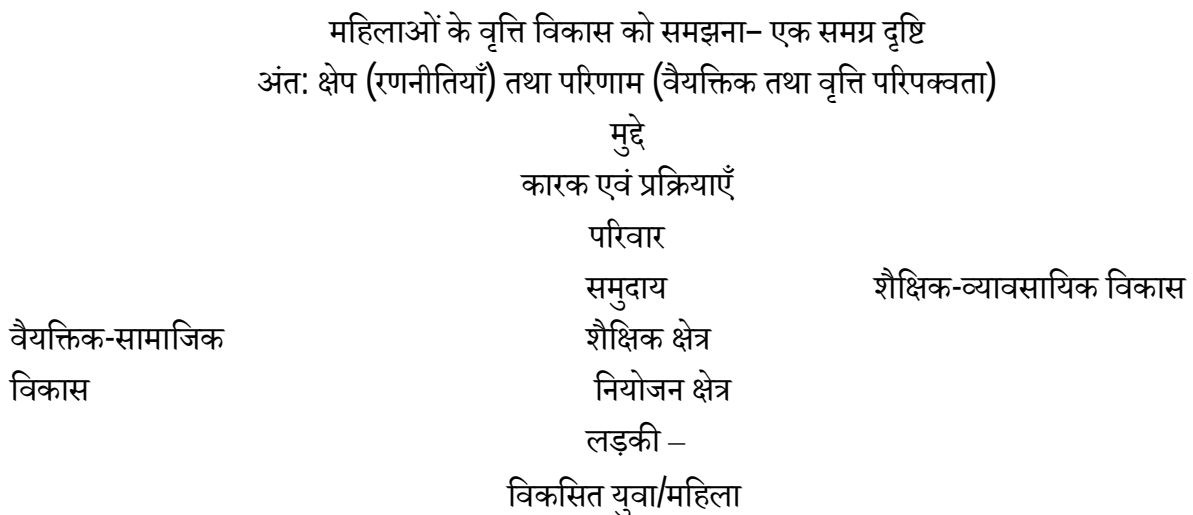 महिलाओं के वृत्ति विकास को समझना– एक समग्र दृष्टि
अंत: क्षेप (रणनीतियाँ) तथा परिणाम (वैयक्तिक तथा वृत्ति परिपक्वता)
मुद्दे
कारक एवं प्रक्रियाएँ
परिवार
समुदाय शैक्षिक-व्यावसायिक विकास
वैयक्तिक-सामाजिक शैक्षिक क्षेत्र
विकास नियोजन क्षेत्र
लड़की –
विकसित युवा/महिला